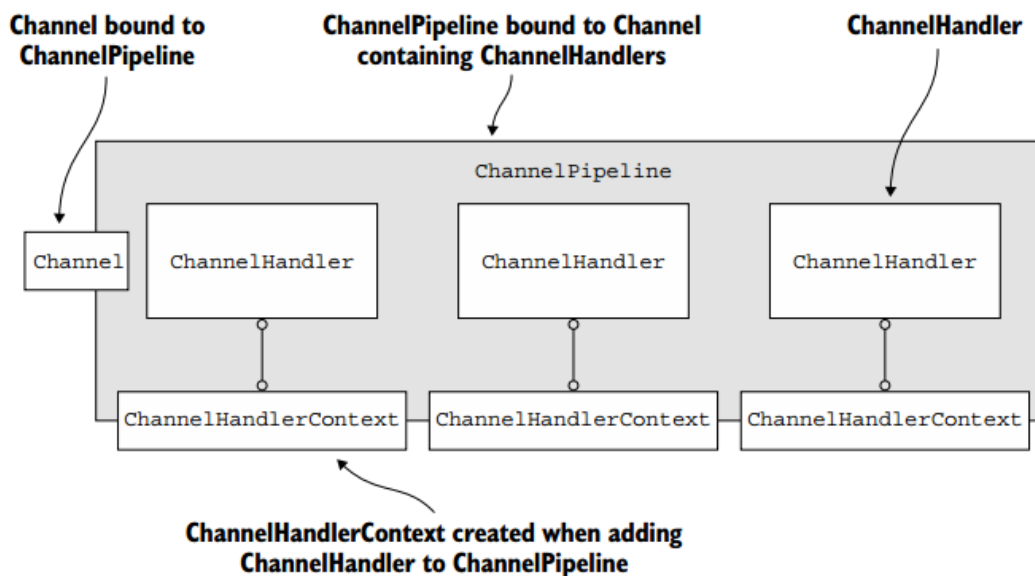 Channel bound to
ChannelPipeline
ChannelPipeline bound to Channel
containing ChannelHandlers
ChannelHandler
ChannelPipeline
Channel
ChannelHandler
ChannelHandler
ChannelHandler
ChannelHandlerContext
ChannelHandlerContext
ChannelHandlerContext
ChannelHandlerContext created when adding
ChannelHandler to ChannelPipeline